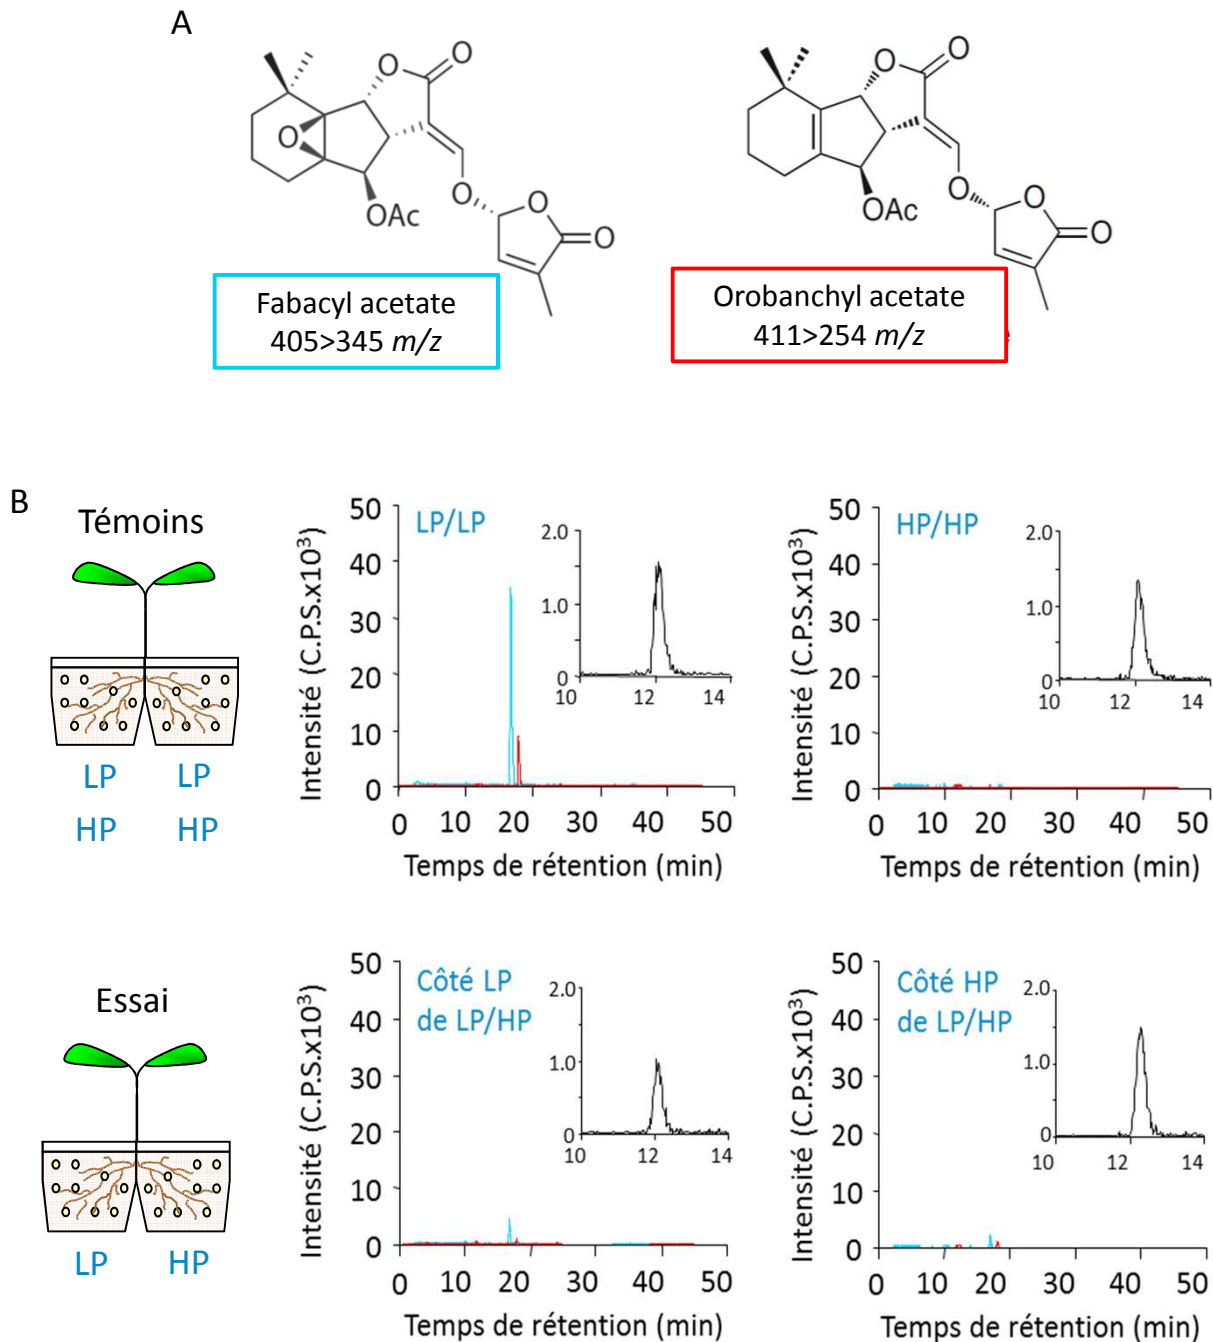 A
O
O
O
O
O
O
OAc
Fabacyl acetate
405>345 m/z
O
O
O
O
O
OAc
Orobanchyl acetate
411>254 m/z
B
Témoins
LP LP
HP HP
LP/LP
Intensité (C.P.S.x10³)
50
40
30
20
10
0
0 10 20 30 40 50
Temps de rétention (min)
2.0
1.0
0
10 12 14
HP/HP
Intensité (C.P.S.x10³)
50
40
30
20
10
0
0 10 20 30 40 50
Temps de rétention (min)
2.0
1.0
0
10 12 14
Essai
LP HP
Côté LP
de LP/HP
Intensité (C.P.S.x10³)
50
40
30
20
10
0
0 10 20 30 40 50
Temps de rétention (min)
2.0
1.0
0
10 12 14
Côté HP
de LP/HP
Intensité (C.P.S.x10³)
50
40
30
20
10
0
0 10 20 30 40 50
Temps de rétention (min)
2.0
1.0
0
10 12 14